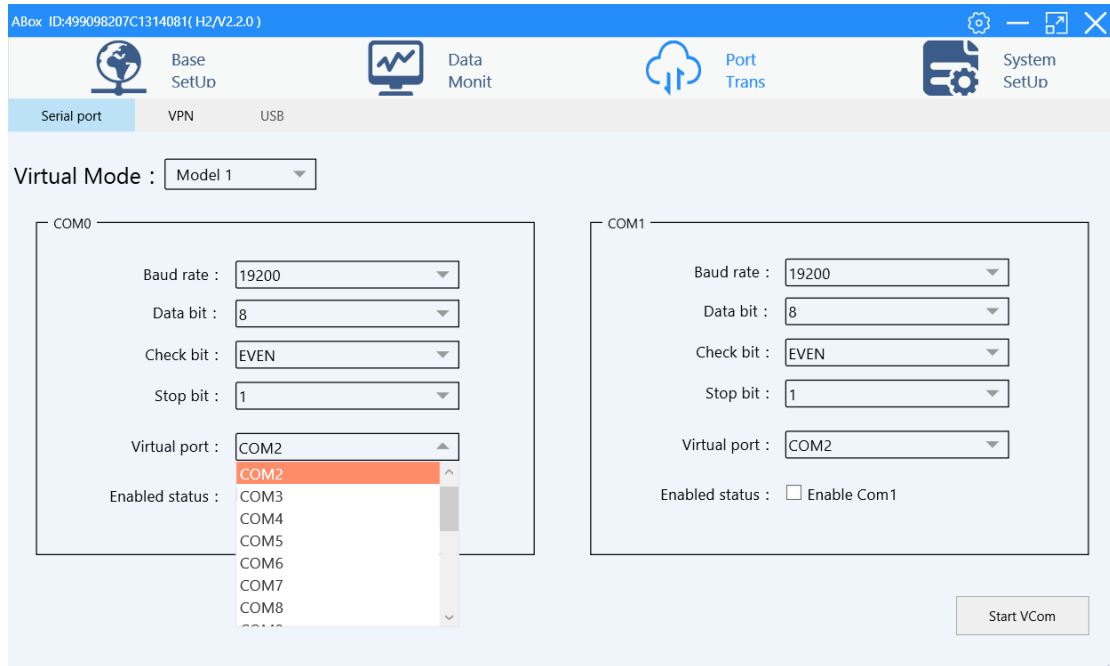 ABox ID:499098207C1314081( H2/V2.2.0 )
Base SetUp
Data Monit
Port Trans
System SetUp
Serial port VPN USB
Virtual Mode : Model 1
COM0
Baud rate : 19200
Data bit : 8
Check bit : EVEN
Stop bit : 1
Virtual port : COM2
COM2
COM3
COM4
COM5
COM6
COM7
COM8
Enabled status :
COM1
Baud rate : 19200
Data bit : 8
Check bit : EVEN
Stop bit : 1
Virtual port : COM2
Enabled status : Enable Com1
Start VCom